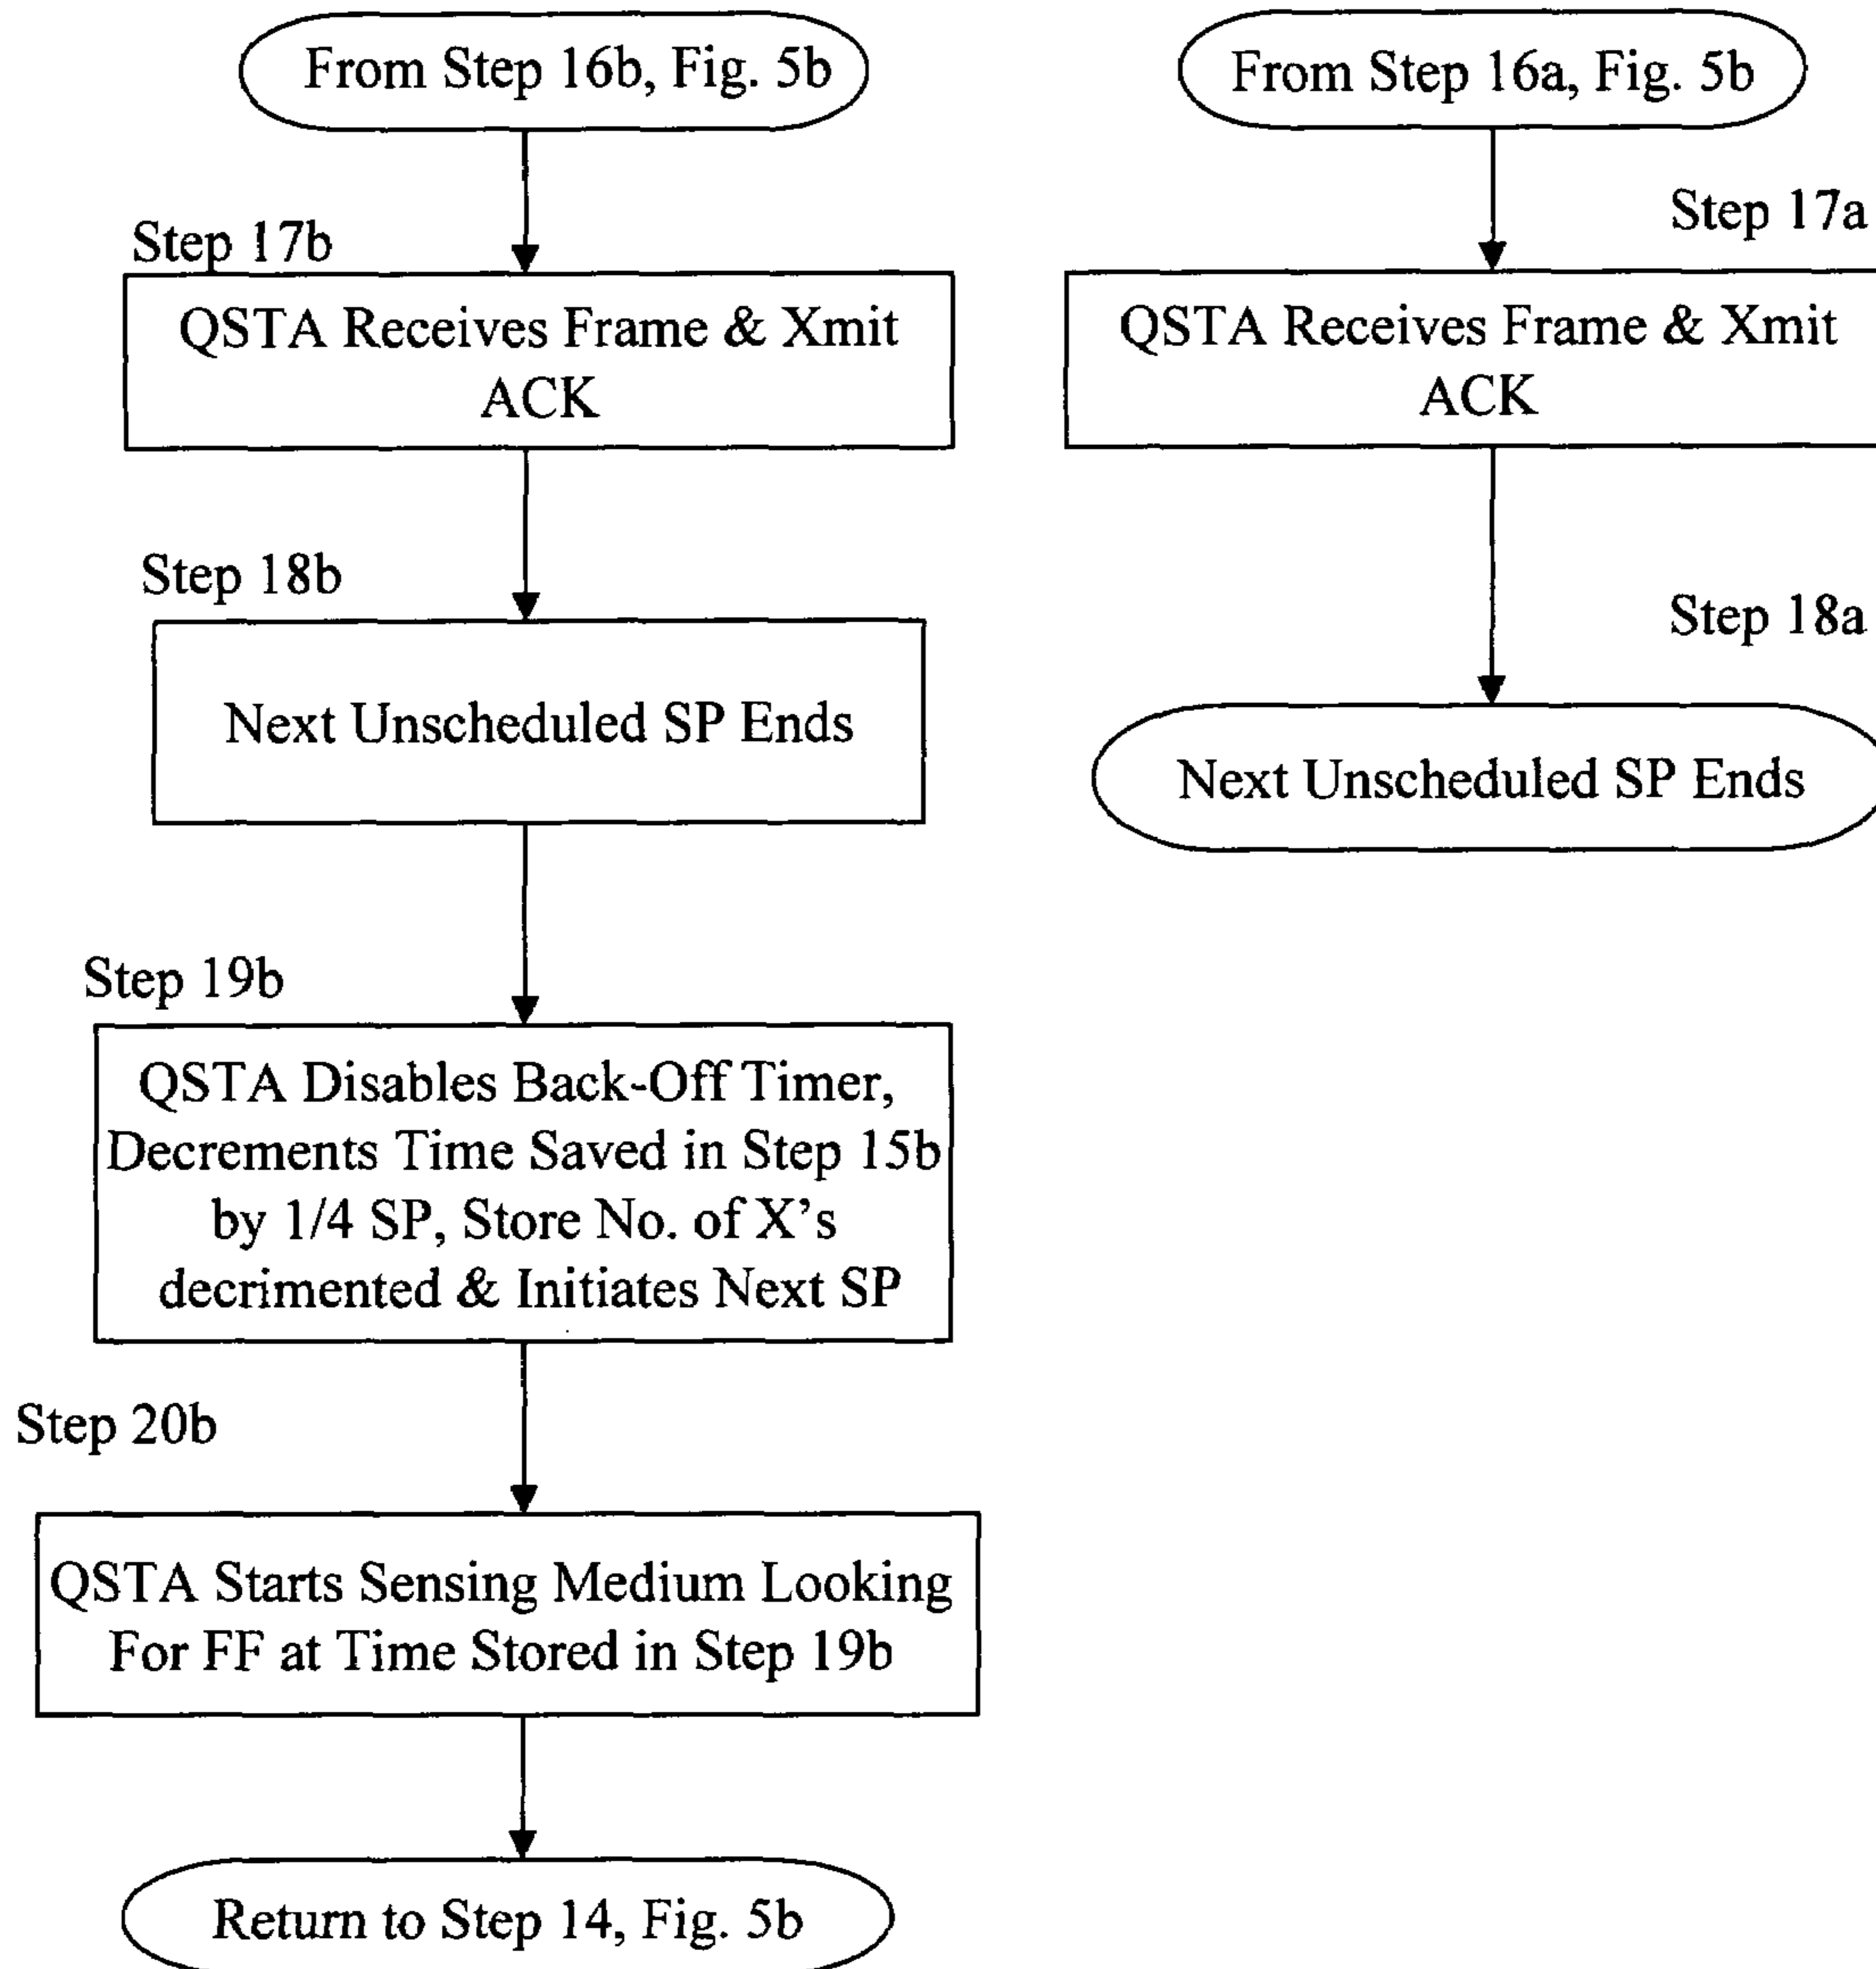 From Step 16b, Fig. 5b
Step 17b
QSTA Receives Frame & Xmit
ACK
Step 18b
Next Unscheduled SP Ends
Step 19b
QSTA Disables Back-Off Timer,
Decrements Time Saved in Step 15b
by 1/4 SP, Store No. of X's
decrimented & Initiates Next SP
Step 20b
QSTA Starts Sensing Medium Looking
For FF at Time Stored in Step 19b
Return to Step 14, Fig. 5b
From Step 16a, Fig. 5b
Step 17a
QSTA Receives Frame & Xmit
ACK
Step 18a
Next Unscheduled SP Ends